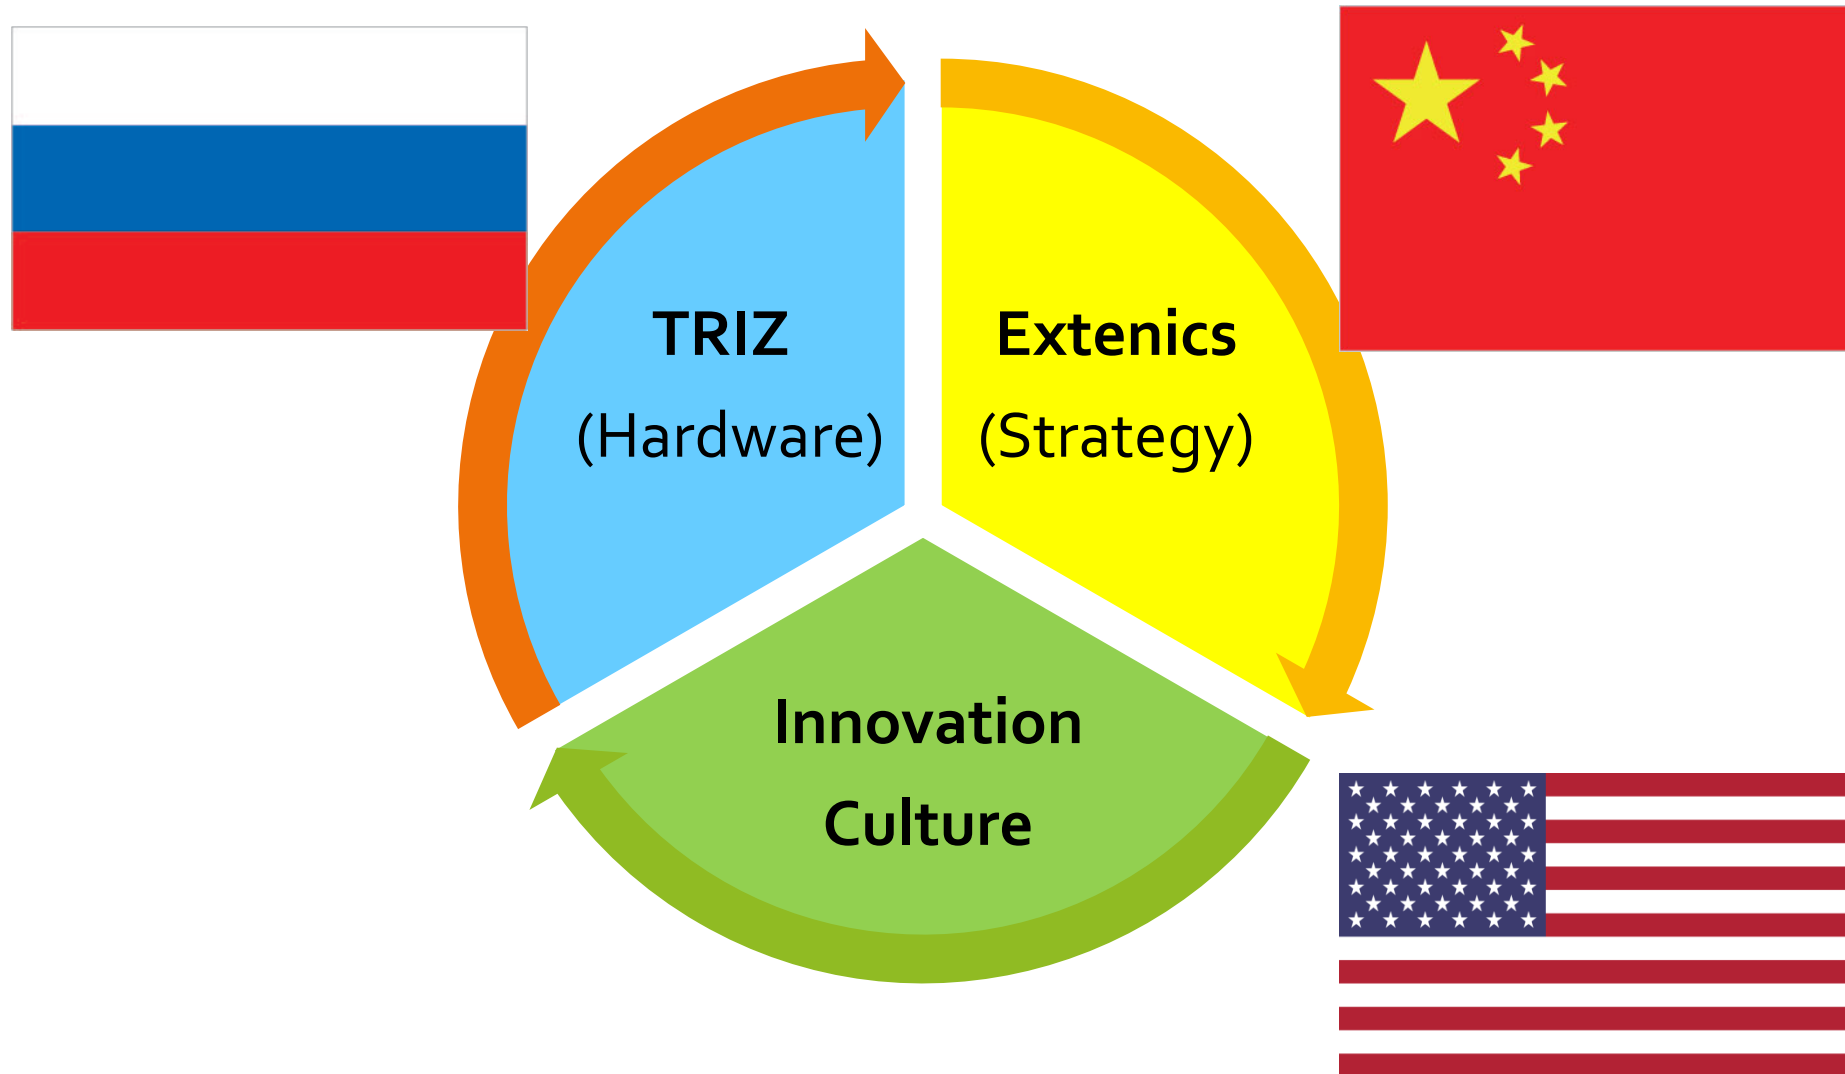 TRIZ
(Hardware)
Extenics
(Strategy)
Innovation
Culture